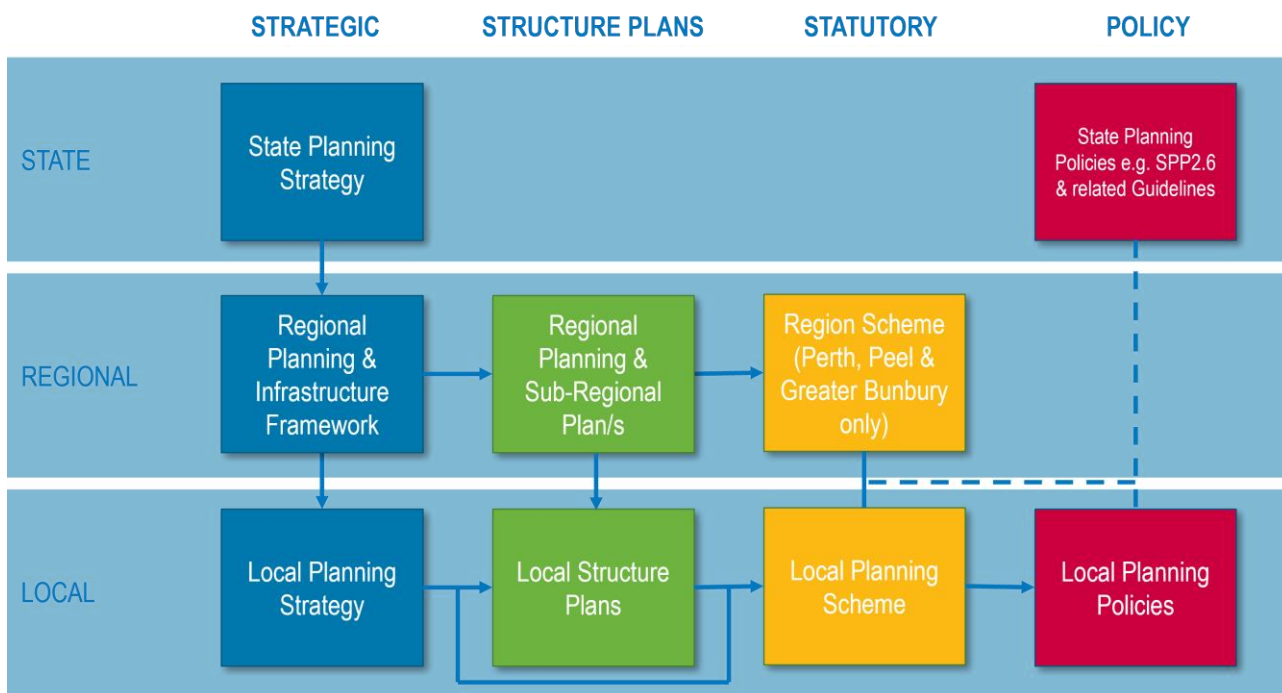 STRATEGIC STRUCTURE PLANS STATUTORY POLICY
STATE
State Planning
Strategy
State Planning
Policies e.g. SPP2.6
& related Guidelines
REGIONAL
Regional
Planning &
Infrastructure
Framework
Regional
Planning &
Sub-Regional
Plan/s
Region Scheme
(Perth, Peel &
Greater Bunbury
only)
LOCAL
Local Planning
Strategy
Local Structure
Plans
Local Planning
Scheme
Local Planning
Policies